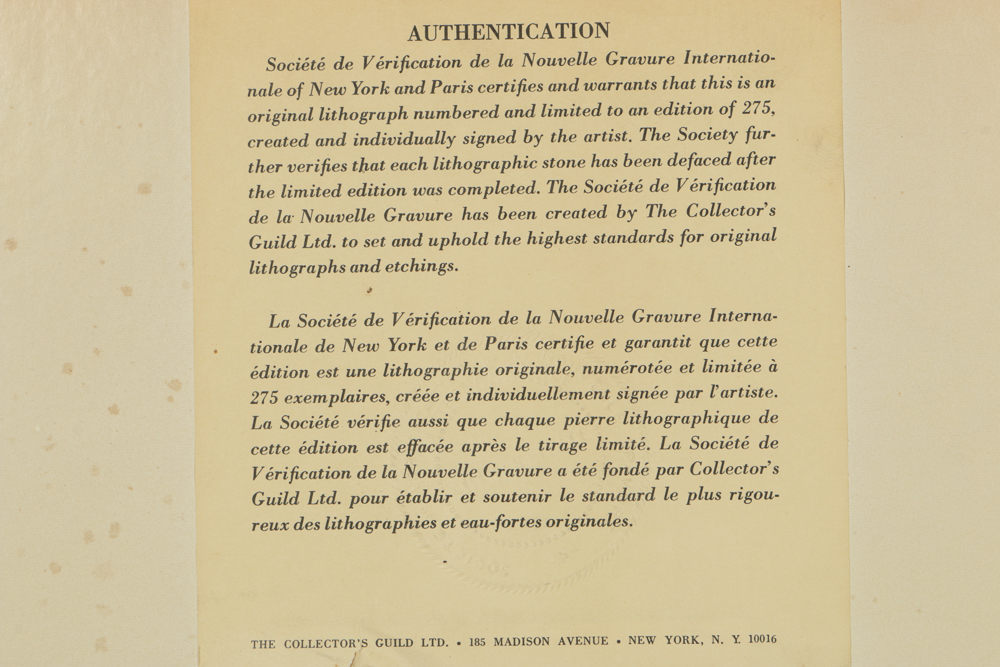 AUTHENTICATION
Société de Vérification de la Nouvelle Gravure Internatio-
nale of New York and Paris certifies and warrants that this is an
original lithograph numbered and limited to an edition of 275,
created and individually signed by the artist. The Society fur-
ther verifies that each lithographic stone has been defaced after
the limited edition was completed. The Société de Vérification
de la Nouvelle Gravure has been created by The Collector's
Guild Ltd. to set and uphold the highest standards for original
lithographs and etchings.
La Société de Vérification de la Nouvelle Gravure Interna-
tionale de New York et de Paris certifie et garantit que cette
édition est une lithographie originale, numérotée et limitée à
275 exemplaires, créée et individuellement signée par l'artiste.
La Société vérifie aussi que chaque pierre lithographique de
cette édition est effacée après le tirage limité. La Société de
Vérification de la Nouvelle Gravure a été fondé par Collector's
Guild Ltd. pour établir et soutenir le standard le plus rigou-
reux des lithographies et eau-fortes originales.
THE COLLECTOR'S GUILD LTD. • 185 MADISON AVENUE • NEW YORK, N. Y. 10016